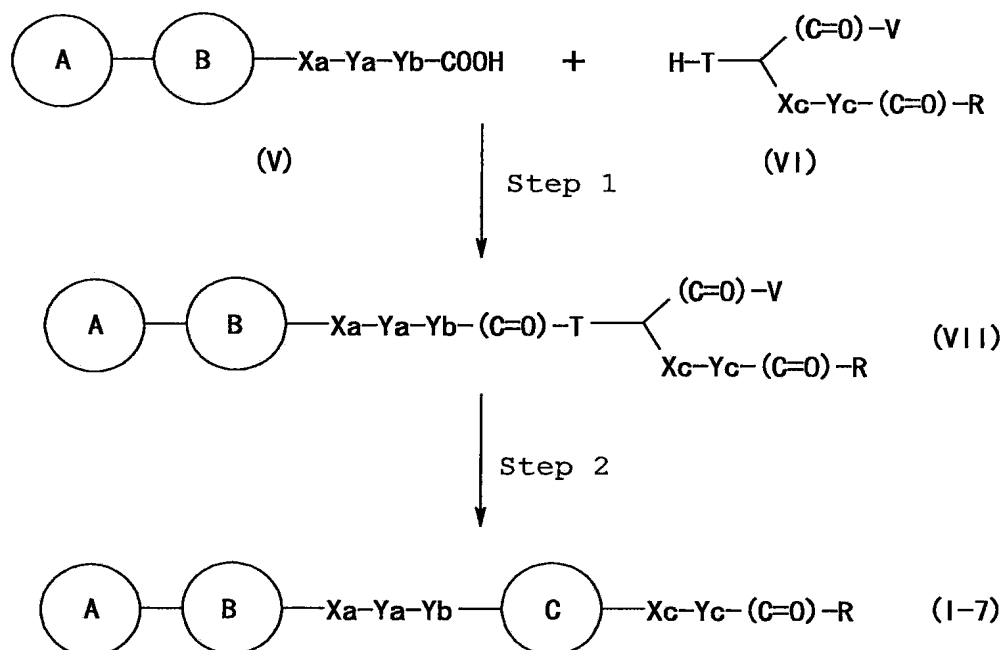 (C=O)-V
A B Xa-Ya-Yb-COOH + H-T
Xc-Yc-(C=O)-R
(V) (VI)
Step 1
(C=O)-V
A B Xa-Ya-Yb-(C=O)-T (VII)
Xc-Yc-(C=O)-R
Step 2
A B Xa-Ya-Yb C Xc-Yc-(C=O)-R (I-7)